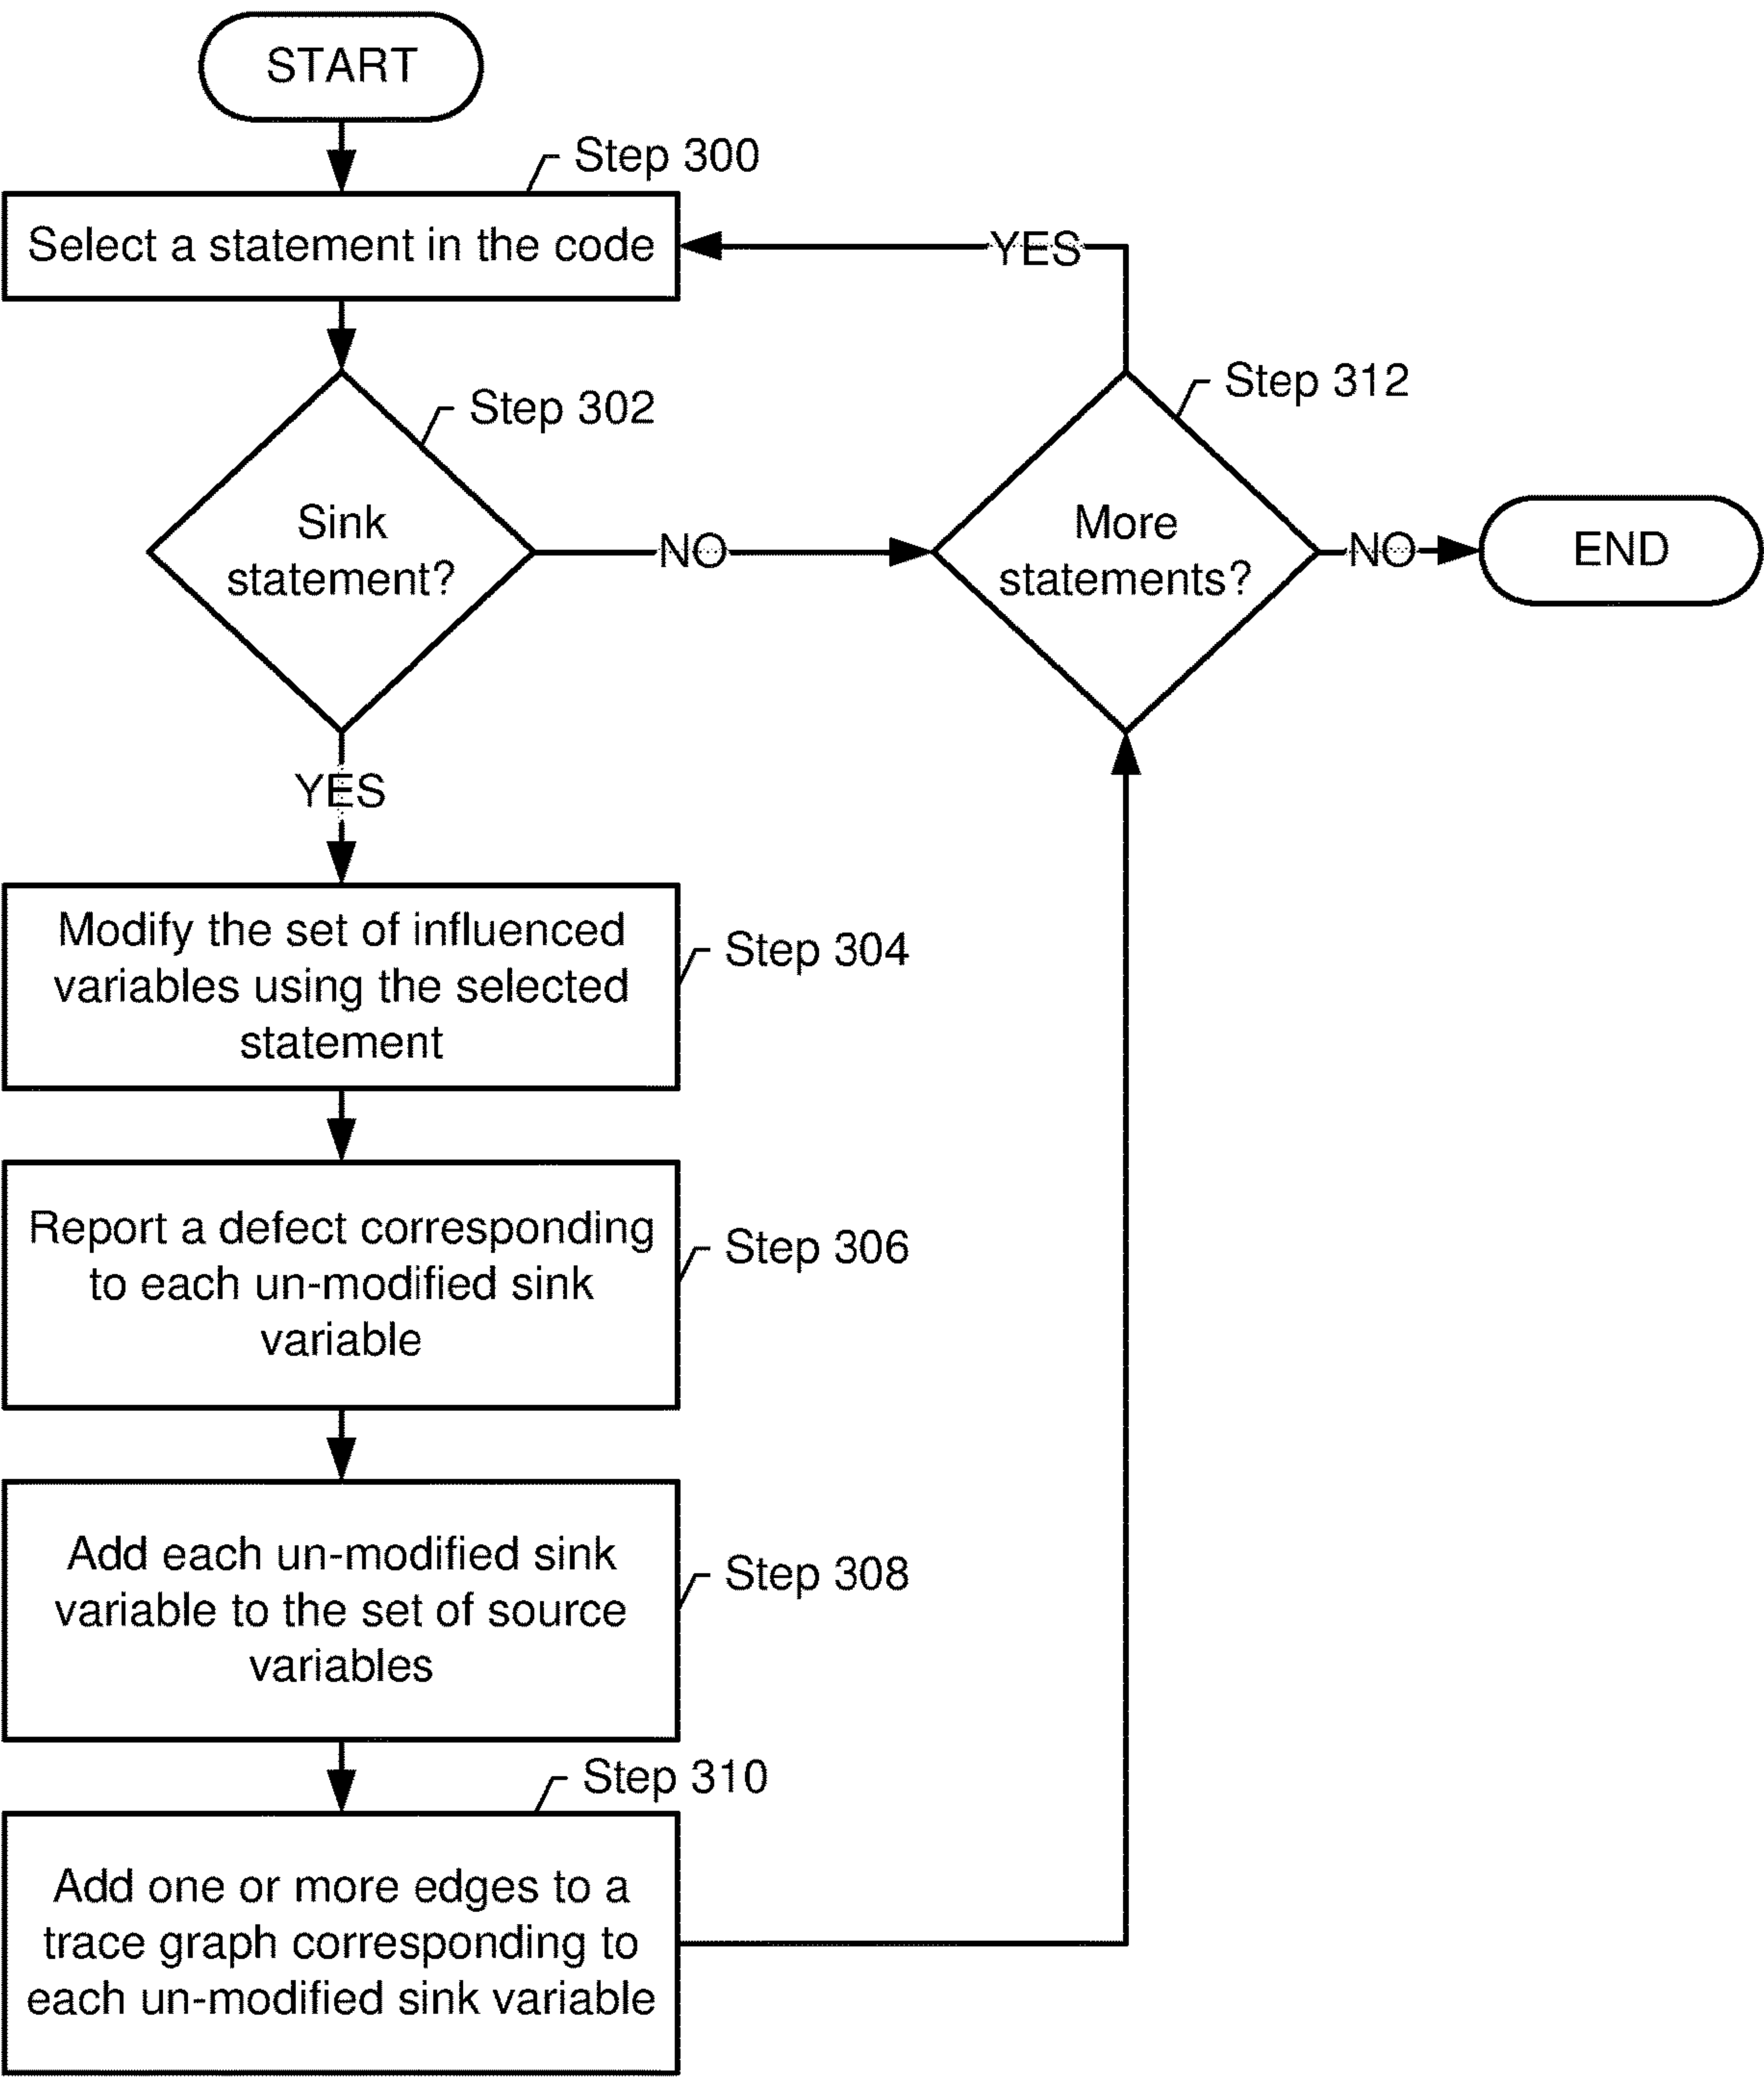 START
Step 300
Select a statement in the code
YES
Step 302
Step 312
Sink
statement?
NO
More
statements?
NO
END
YES
Modify the set of influenced
variables using the selected
statement
Step 304
Report a defect corresponding
to each un-modified sink
variable
Step 306
Add each un-modified sink
variable to the set of source
variables
Step 308
Step 310
Add one or more edges to a
trace graph corresponding to
each un-modified sink variable